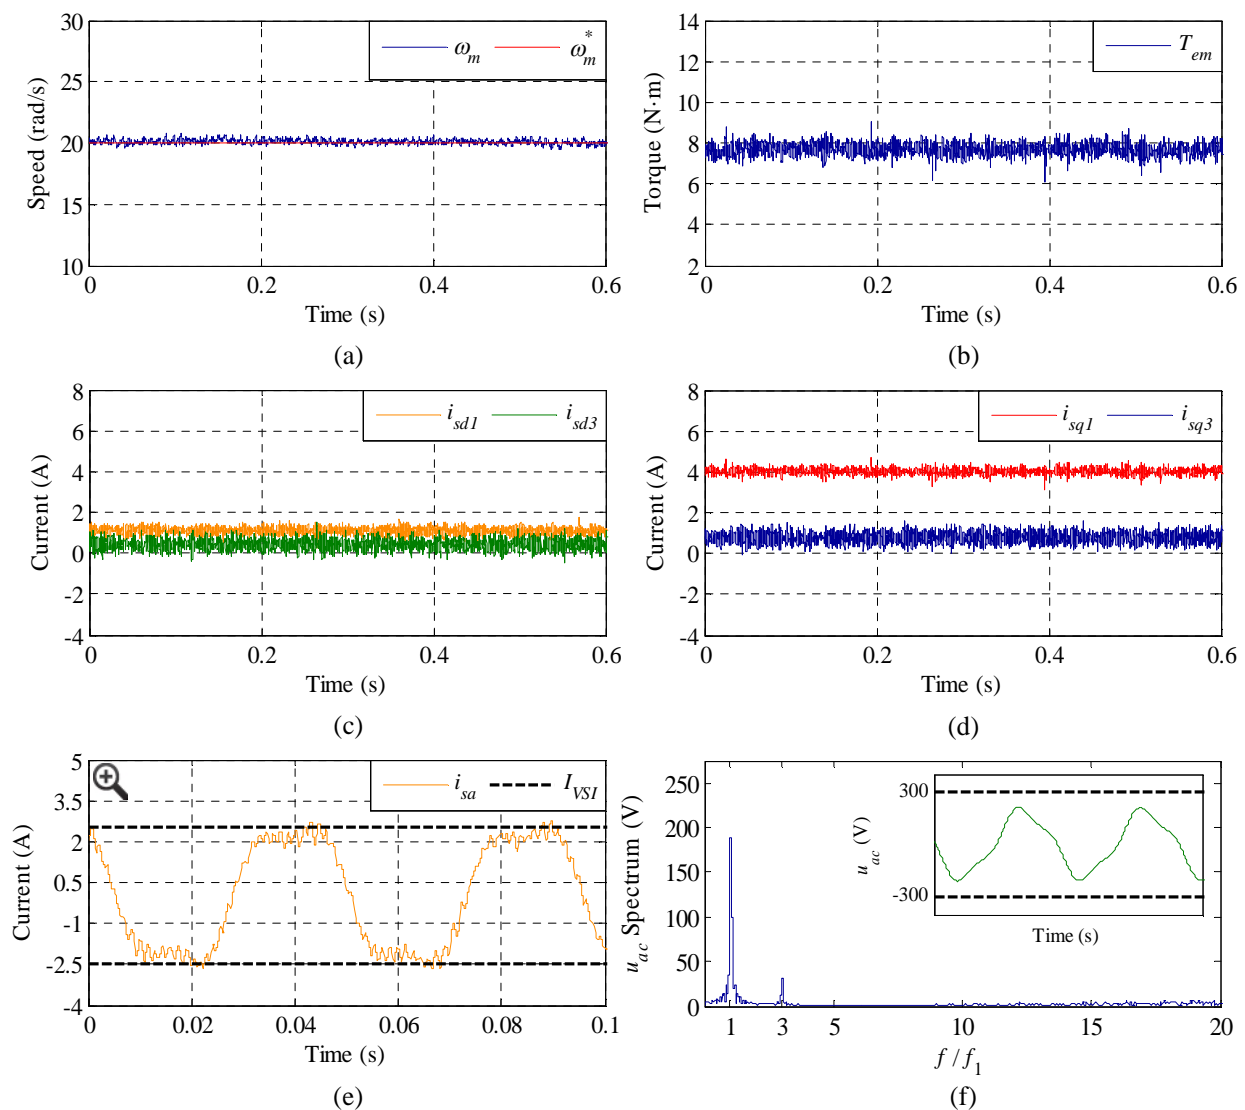 30
25
20
15
10
Speed (rad/s)
ω_m ω_m^*
0 0.2 0.4 0.6
Time (s)
(a)
14
12
10
8
6
4
2
Torque (N·m)
T_em
0 0.2 0.4 0.6
Time (s)
(b)
8
6
4
2
0
-2
-4
Current (A)
i_sd1 i_sd3
0 0.2 0.4 0.6
Time (s)
(c)
8
6
4
2
0
-2
-4
Current (A)
i_sq1 i_sq3
0 0.2 0.4 0.6
Time (s)
(d)
5
3.5
2
0.5
-1
-2.5
-4
Current (A)
i_sa I_VSI
0 0.02 0.04 0.06 0.08 0.1
Time (s)
(e)
250
200
150
100
50
0
u_ac Spectrum (V)
300
-300
u_ac (V)
Time (s)
1 3 5 10 15 20
f / f_1
(f)